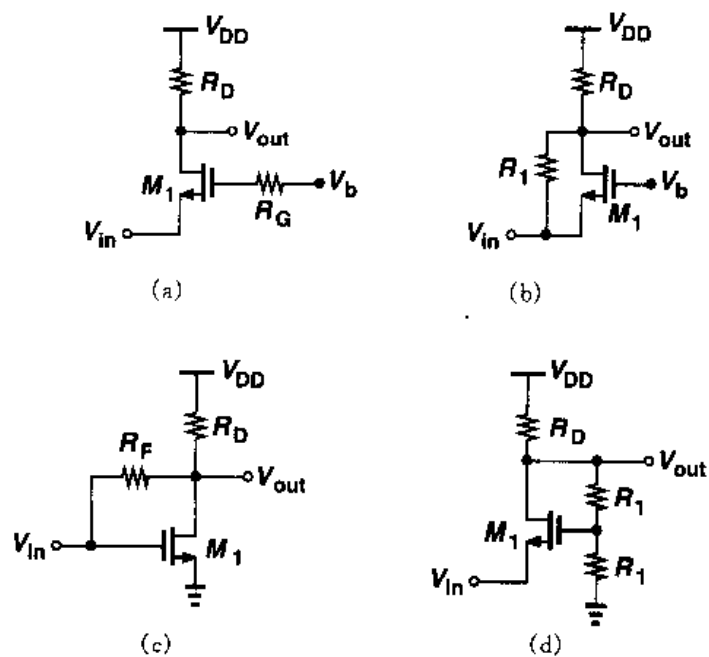 V_DD
R_D
V_out
M_1
V_b
R_G
V_in
(a)
V_DD
R_D
V_out
R_1
V_b
M_1
V_in
(b)
V_DD
R_D
R_F
V_out
V_in
M_1
(c)
V_DD
R_D
V_out
R_1
M_1
R_1
V_in
(d)